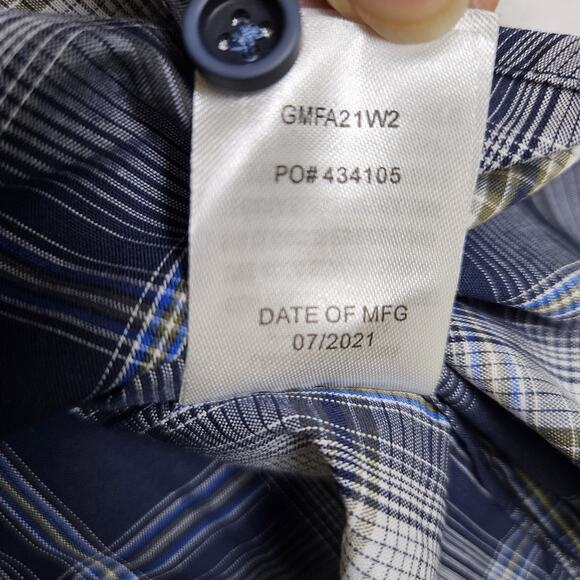 GMFA21W2
PO# 434105
DATE OF MFG
07/2021